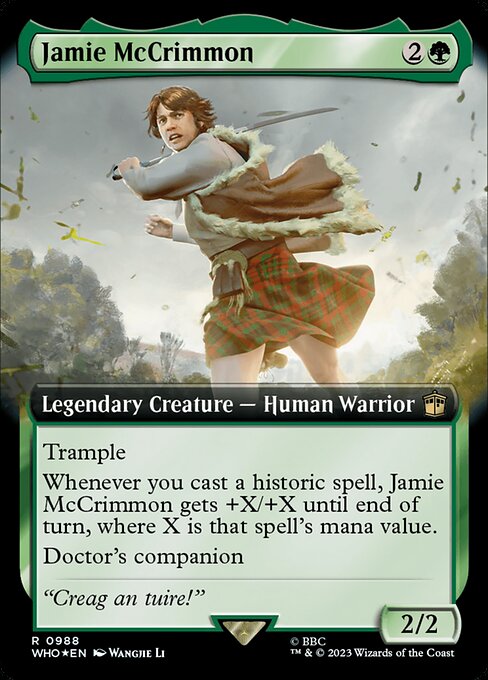 Jamie McCrimmon 2
Legendary Creature — Human Warrior
Trample
Whenever you cast a historic spell, Jamie
McCrimmon gets +X/+X until end of
turn, where X is that spell's mana value.
Doctor's companion
“Creag an tuire!”
2/2
R 0988
WHO★EN Wangjie Li
© BBC
™ & © 2023 Wizards of the Coast